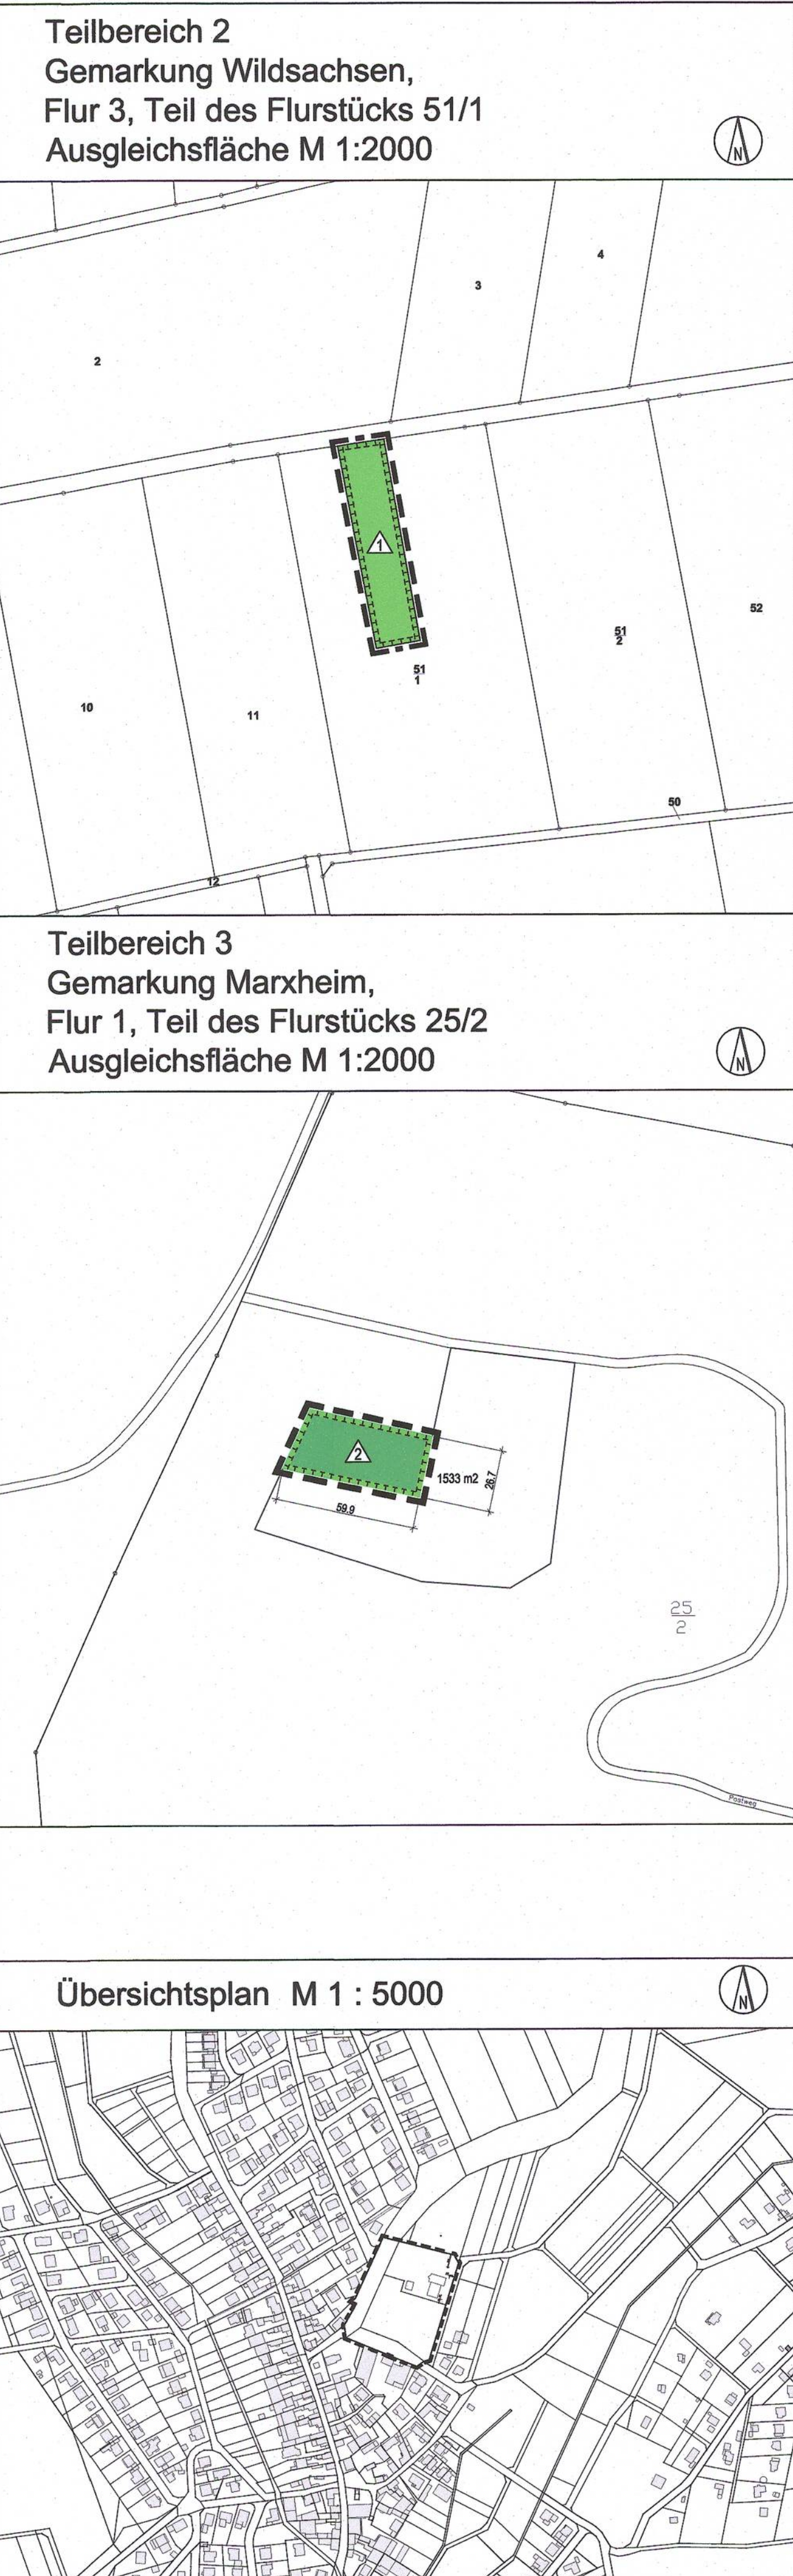 Teilbereich 2
Gemarkung Wildsachsen,
Flur 3, Teil des Flurstücks 51/1
Ausgleichsfläche M 1:2000
N
4
3
2
1
52
51
2
51
1
10
11
50
12
Teilbereich 3
Gemarkung Marxheim,
Flur 1, Teil des Flurstücks 25/2
Ausgleichsfläche M 1:2000
N
2
1533 m2
26.7
59.9
25
2
Postweg
Übersichtsplan M 1 : 5000
N